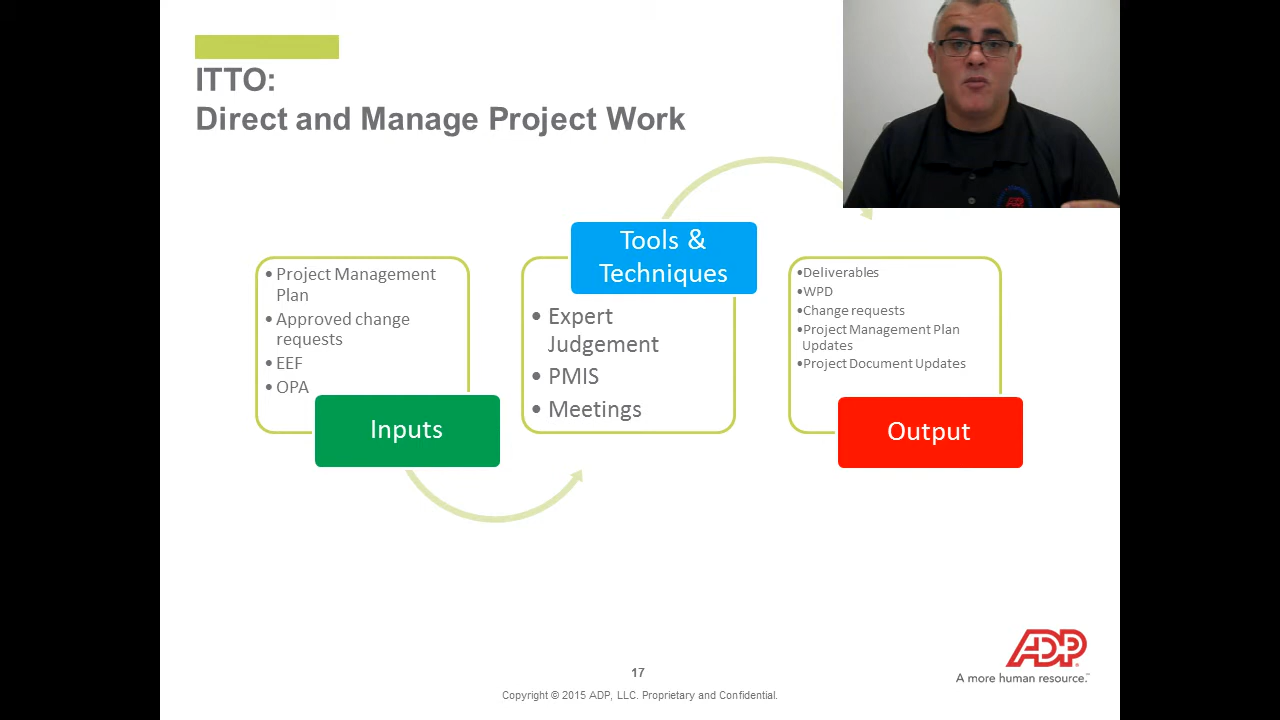 ITTO:
Direct and Manage Project Work
• Project Management
Plan
• Approved change
requests
• EEF
• OPA
Inputs
Tools &
Techniques
• Expert
Judgement
• PMIS
• Meetings
•Deliverables
•WPD
•Change requests
•Project Management Plan
Updates
•Project Document Updates
Output
ADP
ADP
A more human resource.™
17
Copyright © 2015 ADP, LLC. Proprietary and Confidential.